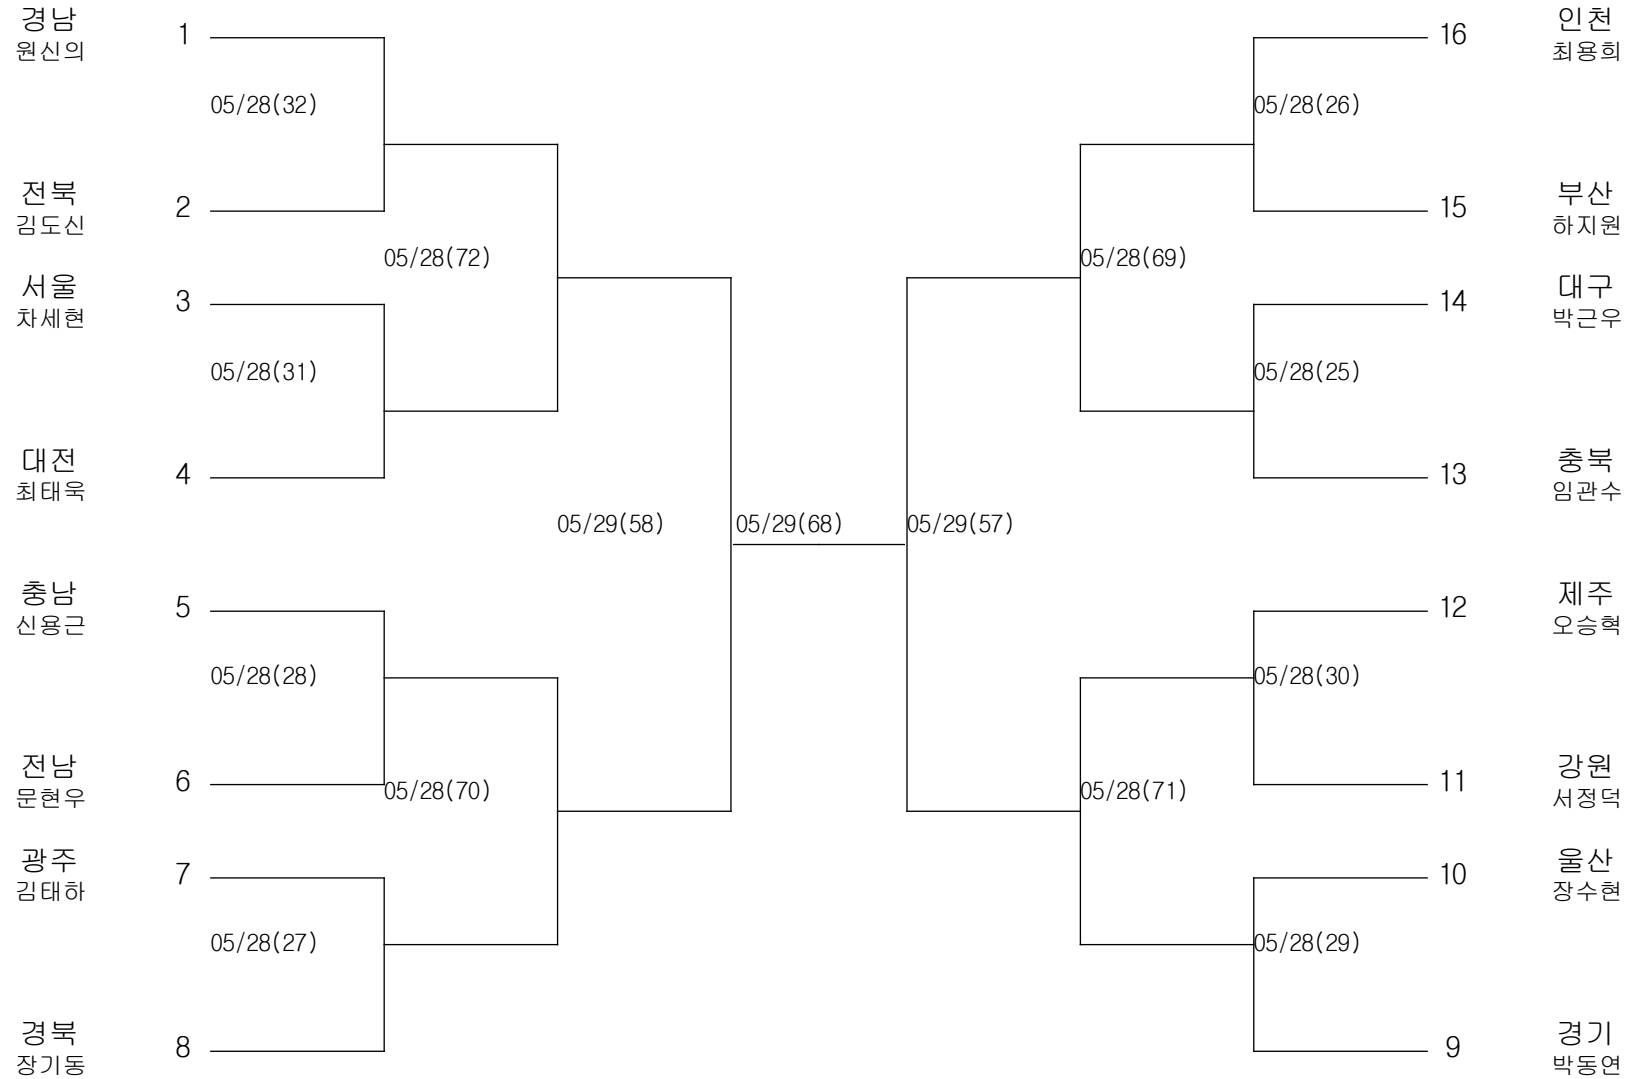 경남
원신의
1
16
인천
최용희
05/28(32)
05/28(26)
전북
김도신
2
15
부산
하지원
05/28(72)
05/28(69)
서울
차세현
3
14
대구
박근우
05/28(31)
05/28(25)
대전
최태욱
4
13
충북
임관수
05/29(58)
05/29(68)
05/29(57)
충남
신용근
5
12
제주
오승혁
05/28(28)
05/28(30)
전남
문현우
6
11
강원
서정덕
05/28(70)
05/28(71)
광주
김태하
7
10
울산
장수현
05/28(27)
05/28(29)
경북
장기동
8
9
경기
박동연